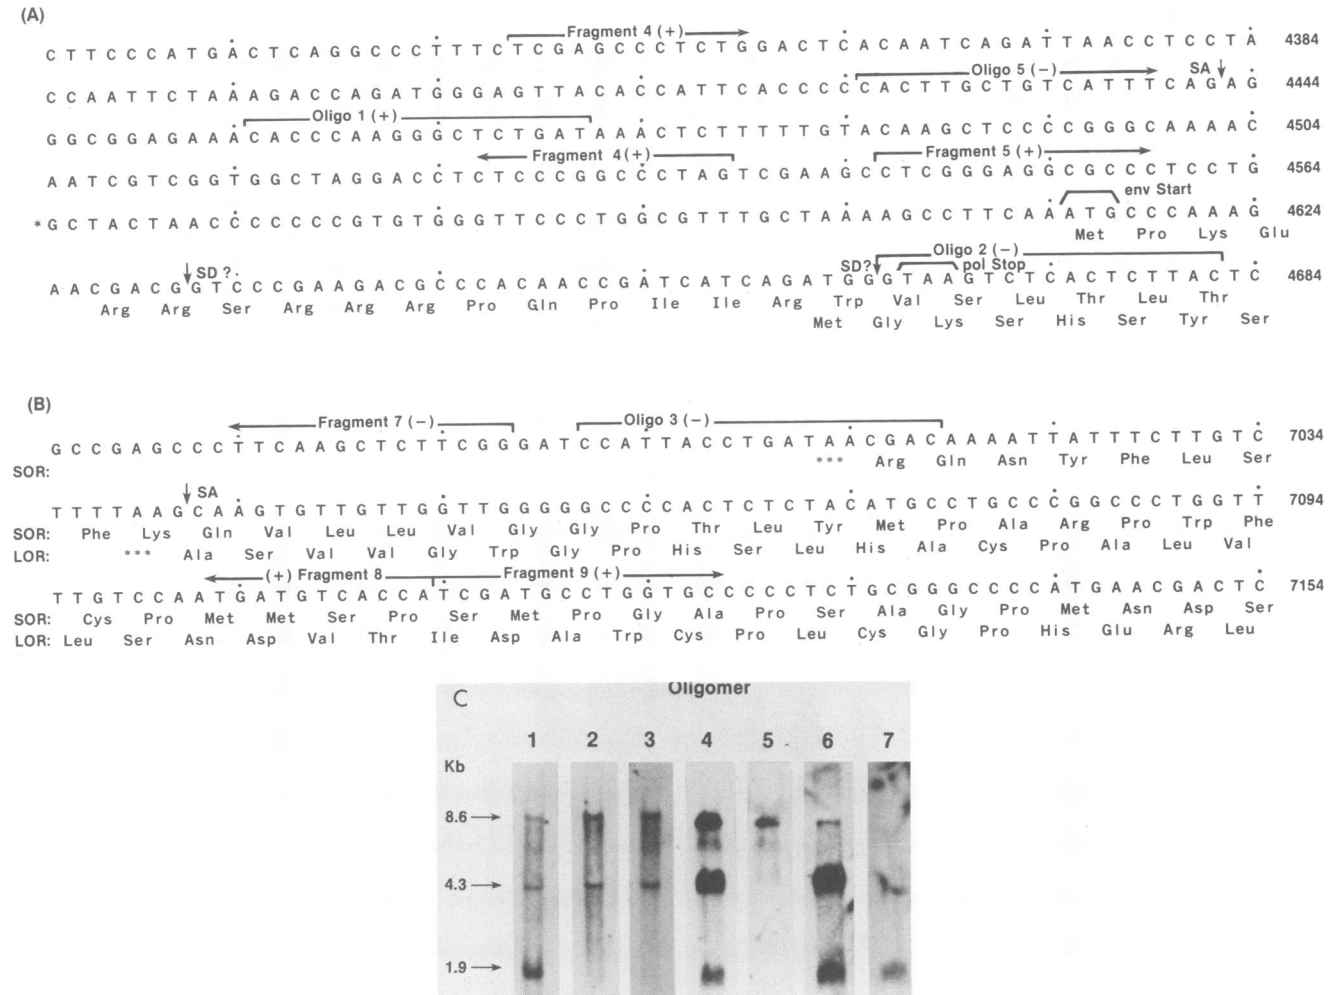 (A)
Fragment 4 (+)
CTTCCCATGACTCAGGCCCTTTCTCGAGCCCTCTGGACTCACAATCAGATTAACCTCCTA 4384
Oligo 5 (−) SA
CCAATTCTAAAGACCAGATGGGAGTTACACCATTCACCCCCACTTGCTGTCATTTCAGAG 4444
Oligo 1 (+)
GGCGGAGAAACACCCAAGGGCTCTGATAAACTCTTTTTGTACAAGCTCCCCGGGCAAAAC 4504
Fragment 4(+) Fragment 5 (+)
AATCGTCGGTGGCTAGGACCTCTCCCGGCCCTAGTCGAAGCCTCGGGAGGCGCCCTCCTG 4564
env Start
*GCTACTAACCCCCCCGTGTGGGTTCCCTGGCGTTTGCTAAAAGCCTTCAAATGCCCAAAG 4624
Met Pro Lys Glu
SD ? SD? Oligo 2 (−) pol Stop
AACGACGGTCCCGAAGACGCCCACAACCGATCATCAGATGGGTAAGTCTCACTCTTACTC 4684
Arg Arg Ser Arg Arg Arg Pro Gln Pro Ile Ile Arg Trp Val Ser Leu Thr Leu Thr
Met Gly Lys Ser His Ser Tyr Ser
(B)
Fragment 7 (−) Oligo 3 (−)
GCCGAGCCCTTCAAGCTCTTCGGGATCCATTACCTGATAACGACAAAATTATTTCTTGTC 7034
SOR: *** Arg Gln Asn Tyr Phe Leu Ser
SA
TTTTAAGCAAGTGTTGTTGGTTGGGGGCCCCACTCTCTACATGCCTGCCCGGCCCTGGTT 7094
SOR: Phe Lys Gln Val Leu Leu Val Gly Gly Pro Thr Leu Tyr Met Pro Ala Arg Pro Trp Phe
LOR: *** Ala Ser Val Val Gly Trp Gly Pro His Ser Leu His Ala Cys Pro Ala Leu Val
(+) Fragment 8 Fragment 9 (+)
TTGTCCAATGATGTCACCATCGATGCCTGGTGCCCCCTCTGCGGGCCCCATGAACGACTC 7154
SOR: Cys Pro Met Met Ser Pro Ser Met Pro Gly Ala Pro Ser Ala Gly Pro Met Asn Asp Ser
LOR: Leu Ser Asn Asp Val Thr Ile Asp Ala Trp Cys Pro Leu Cys Gly Pro His Glu Arg Leu
C
Oligomer
1 2 3 4 5 6 7
Kb
8.6
4.3
1.9